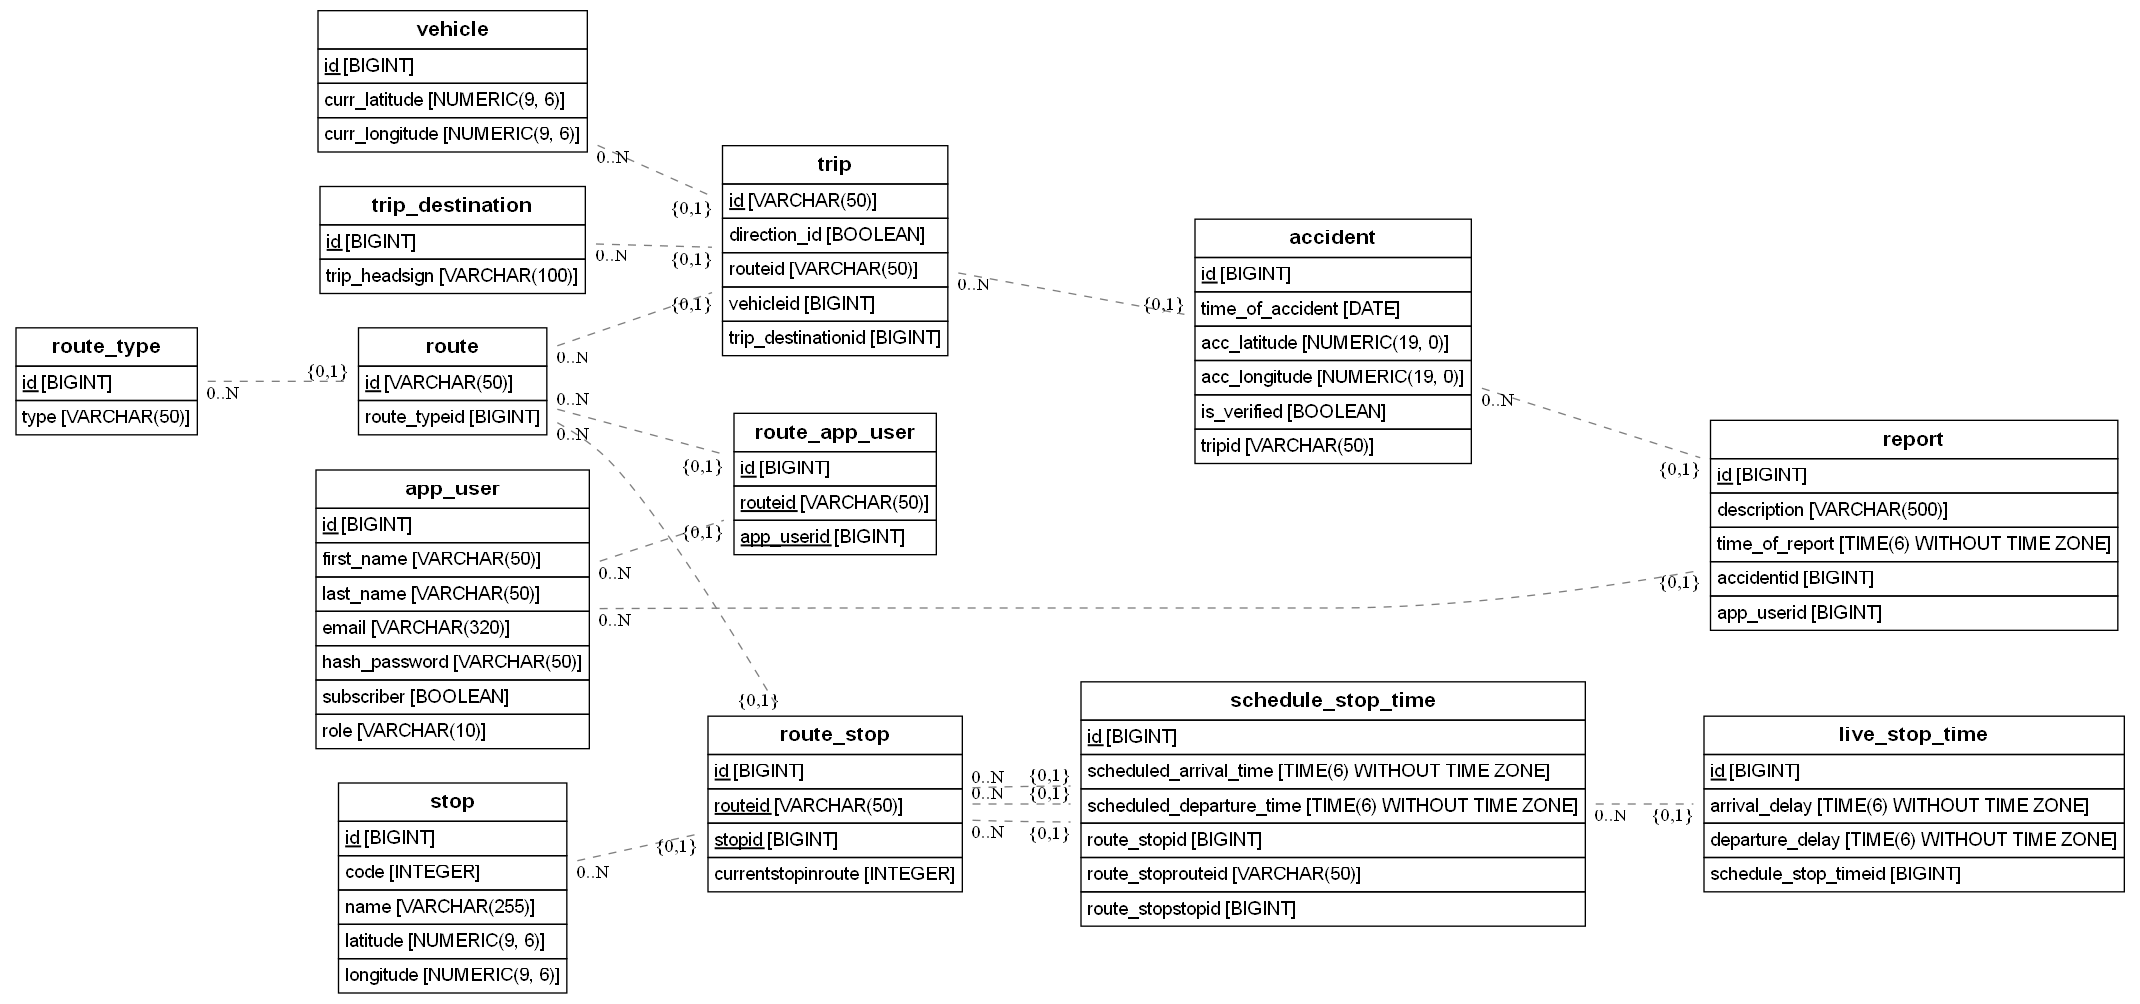 vehicle
id [BIGINT]
curr_latitude [NUMERIC(9, 6)]
curr_longitude [NUMERIC(9, 6)]
0..N
{0,1}
trip_destination
id [BIGINT]
trip_headsign [VARCHAR(100)]
0..N
{0,1}
route_type
id [BIGINT]
type [VARCHAR(50)]
0..N
{0,1}
route
id [VARCHAR(50)]
route_typeid [BIGINT]
0..N
{0,1}
0..N
{0,1}
0..N
{0,1}
trip
id [VARCHAR(50)]
direction_id [BOOLEAN]
routeid [VARCHAR(50)]
vehicleid [BIGINT]
trip_destinationid [BIGINT]
0..N
{0,1}
accident
id [BIGINT]
time_of_accident [DATE]
acc_latitude [NUMERIC(19, 0)]
acc_longitude [NUMERIC(19, 0)]
is_verified [BOOLEAN]
tripid [VARCHAR(50)]
0..N
{0,1}
route_app_user
id [BIGINT]
routeid [VARCHAR(50)]
app_userid [BIGINT]
app_user
id [BIGINT]
first_name [VARCHAR(50)]
last_name [VARCHAR(50)]
email [VARCHAR(320)]
hash_password [VARCHAR(50)]
subscriber [BOOLEAN]
role [VARCHAR(10)]
0..N
{0,1}
0..N
{0,1}
report
id [BIGINT]
description [VARCHAR(500)]
time_of_report [TIME(6) WITHOUT TIME ZONE]
accidentid [BIGINT]
app_userid [BIGINT]
stop
id [BIGINT]
code [INTEGER]
name [VARCHAR(255)]
latitude [NUMERIC(9, 6)]
longitude [NUMERIC(9, 6)]
0..N
{0,1}
route_stop
id [BIGINT]
routeid [VARCHAR(50)]
stopid [BIGINT]
currentstopinroute [INTEGER]
0..N
{0,1}
0..N
{0,1}
0..N
{0,1}
schedule_stop_time
id [BIGINT]
scheduled_arrival_time [TIME(6) WITHOUT TIME ZONE]
scheduled_departure_time [TIME(6) WITHOUT TIME ZONE]
route_stopid [BIGINT]
route_stoprouteid [VARCHAR(50)]
route_stopstopid [BIGINT]
0..N
{0,1}
live_stop_time
id [BIGINT]
arrival_delay [TIME(6) WITHOUT TIME ZONE]
departure_delay [TIME(6) WITHOUT TIME ZONE]
schedule_stop_timeid [BIGINT]